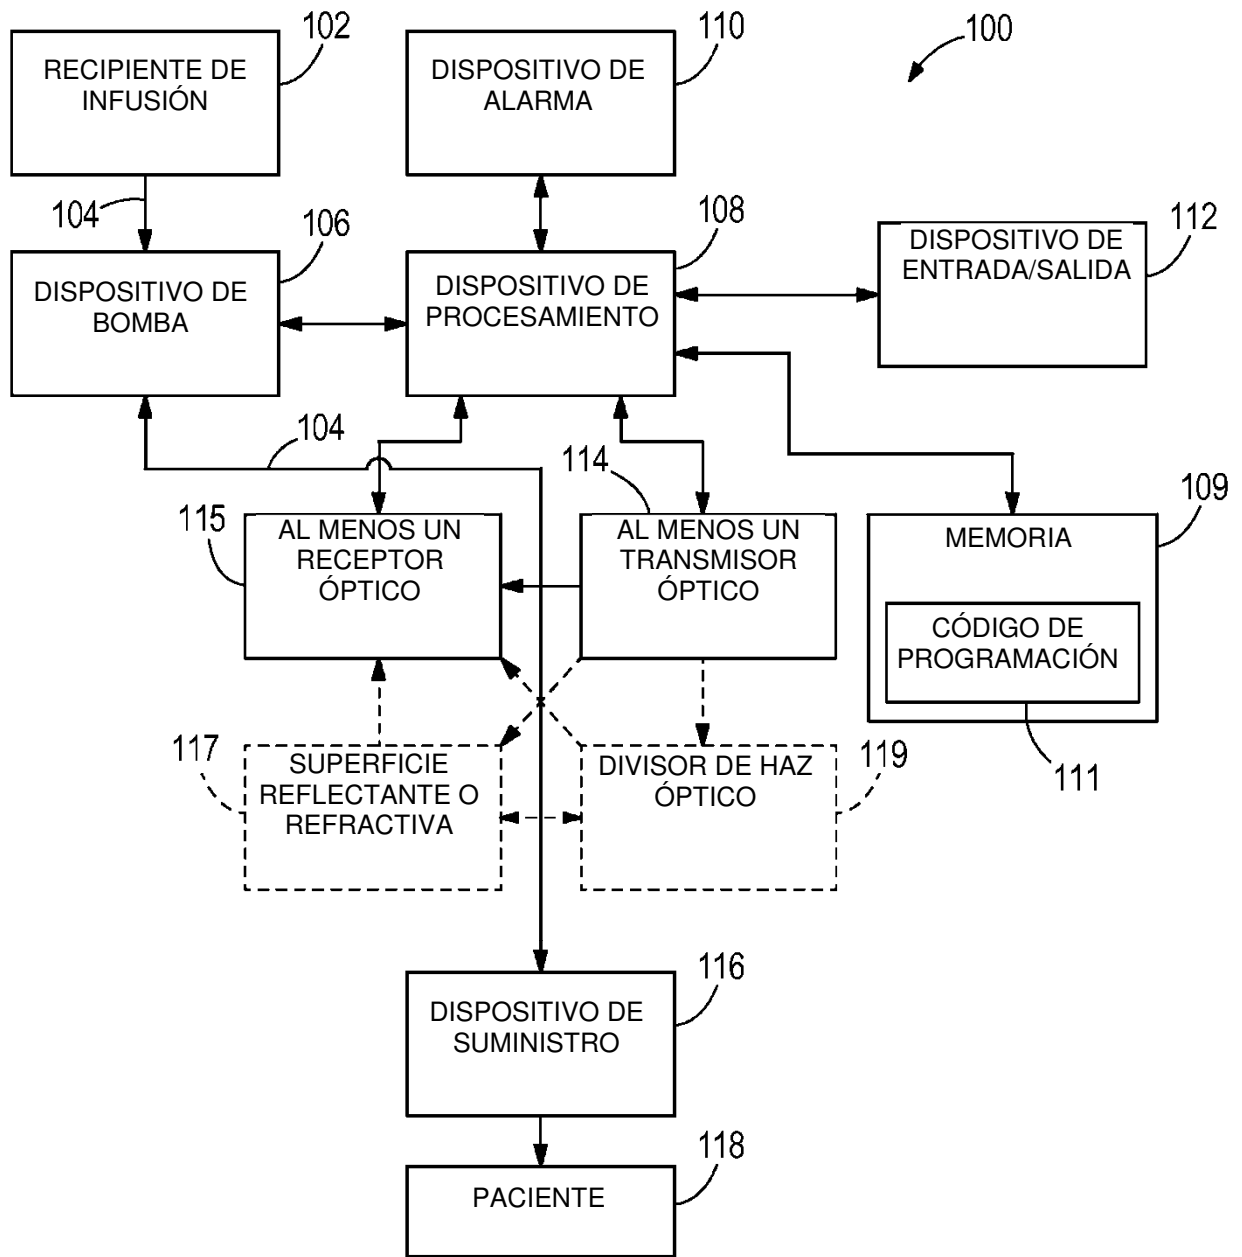 102
110
100
RECIPIENTE DE
INFUSIÓN
DISPOSITIVO DE
ALARMA
104
106
108
112
DISPOSITIVO DE
BOMBA
DISPOSITIVO DE
PROCESAMIENTO
DISPOSITIVO DE
ENTRADA/SALIDA
104
114
115
109
AL MENOS UN
RECEPTOR
ÓPTICO
AL MENOS UN
TRANSMISOR
ÓPTICO
MEMORIA
CÓDIGO DE
PROGRAMACIÓN
111
117
119
SUPERFICIE
REFLECTANTE O
REFRACTIVA
DIVISOR DE HAZ
ÓPTICO
116
DISPOSITIVO DE
SUMINISTRO
118
PACIENTE